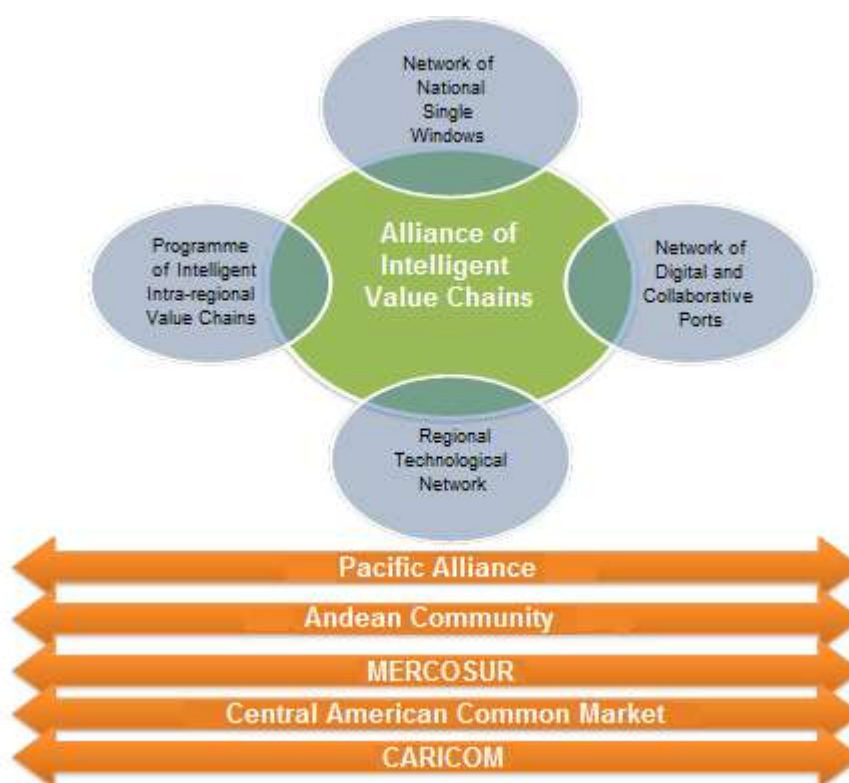 Network of
National
Single
Windows
Alliance of
Intelligent
Value Chains
Programme
of Intelligent
Intra-regional
Value Chains
Network of
Digital and
Collaborative
Ports
Regional
Technological
Network
Pacific Alliance
Andean Community
MERCOSUR
Central American Common Market
CARICOM